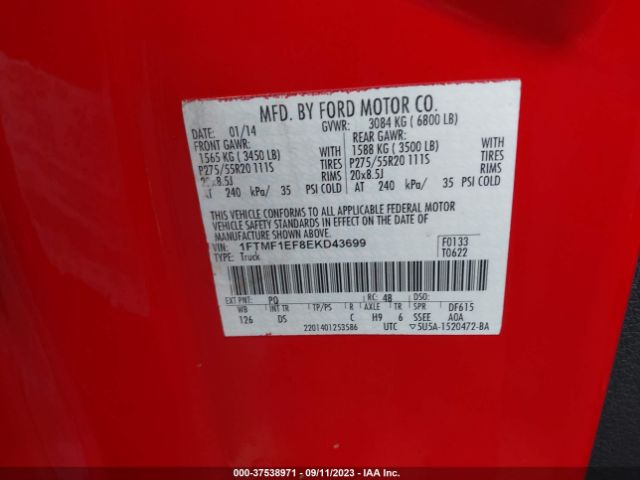 MFD. BY FORD MOTOR CO.
DATE: 01/14 GVWR: 3084 KG ( 6800 LB)
FRONT GAWR: REAR GAWR:
1565 KG ( 3450 LB) WITH 1588 KG ( 3500 LB) WITH
P275/55R20 111S TIRES P275/55R20 111S TIRES
20x8.5J RIMS 20x8.5J RIMS
AT 240 kPa/ 35 PSI COLD AT 240 kPa/ 35 PSI COLD
THIS VEHICLE CONFORMS TO ALL APPLICABLE FEDERAL MOTOR
VEHICLE SAFETY STANDARDS IN EFFECT ON THE DATE OF
MANUFACTURE SHOWN ABOVE.
VIN: 1FTMF1EF8EKD43699 F0133
TYPE: Truck T0622
EXT PNT: PQ RC: 48 DSO:
WB INT TR TP/PS R AXLE TR SPR DF615
126 DS C H9 6 SSEE AOA
2201401253586 UTC 5U5A-1520472-BA
000-37538971 - 09/11/2023 - IAA Inc.